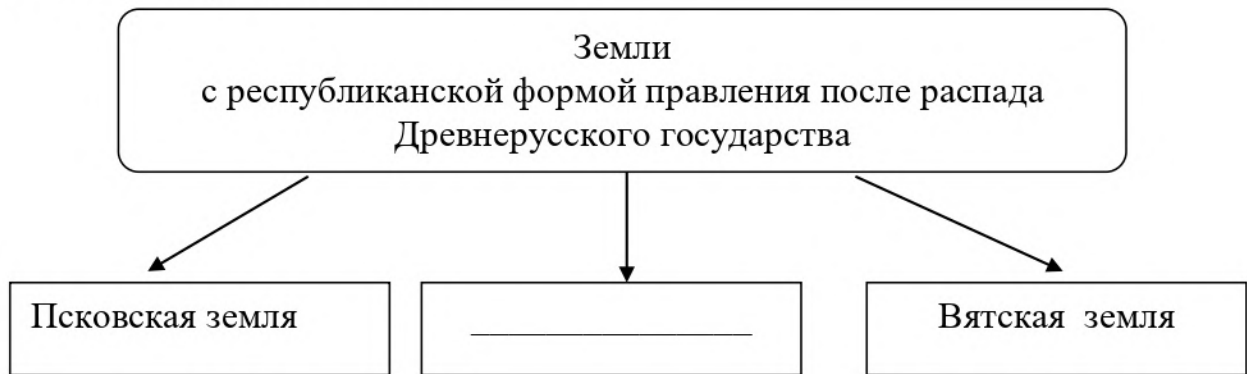 Земли
с республиканской формой правления после распада
Древнерусского государства
Псковская земля
________________
Вятская земля